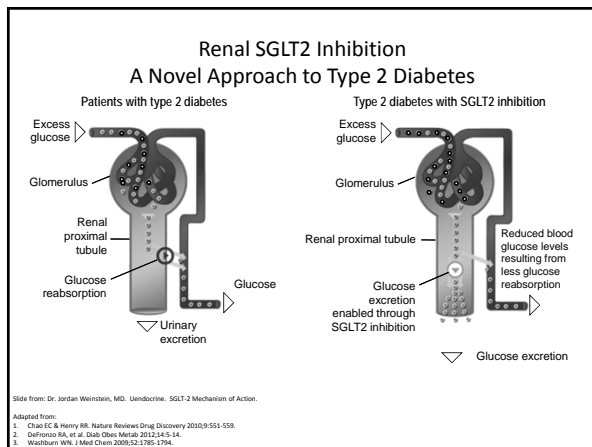 Renal SGLT2 Inhibition
A Novel Approach to Type 2 Diabetes
Patients with type 2 diabetes
Excess
glucose
Glomerulus
Renal
proximal
tubule
Glucose
reabsorption
Glucose
Urinary
excretion
Type 2 diabetes with SGLT2 inhibition
Excess
glucose
Glomerulus
Renal proximal tubule
Glucose
excretion
enabled through
SGLT2 inhibition
Reduced blood
glucose levels
resulting from
less glucose
reabsorption
Glucose excretion
Slide from: Dr. Jordan Weinstein, MD. Uendocrine. SGLT-2 Mechanism of Action.
Adapted from:
1. Chao EC & Henry RR. Nature Reviews Drug Discovery 2010;9:551-559.
2. DeFronzo RA, et al. Diab Obes Metab 2012;14:5-14.
3. Washburn WN. J Med Chem 2009;52:1785-1794.